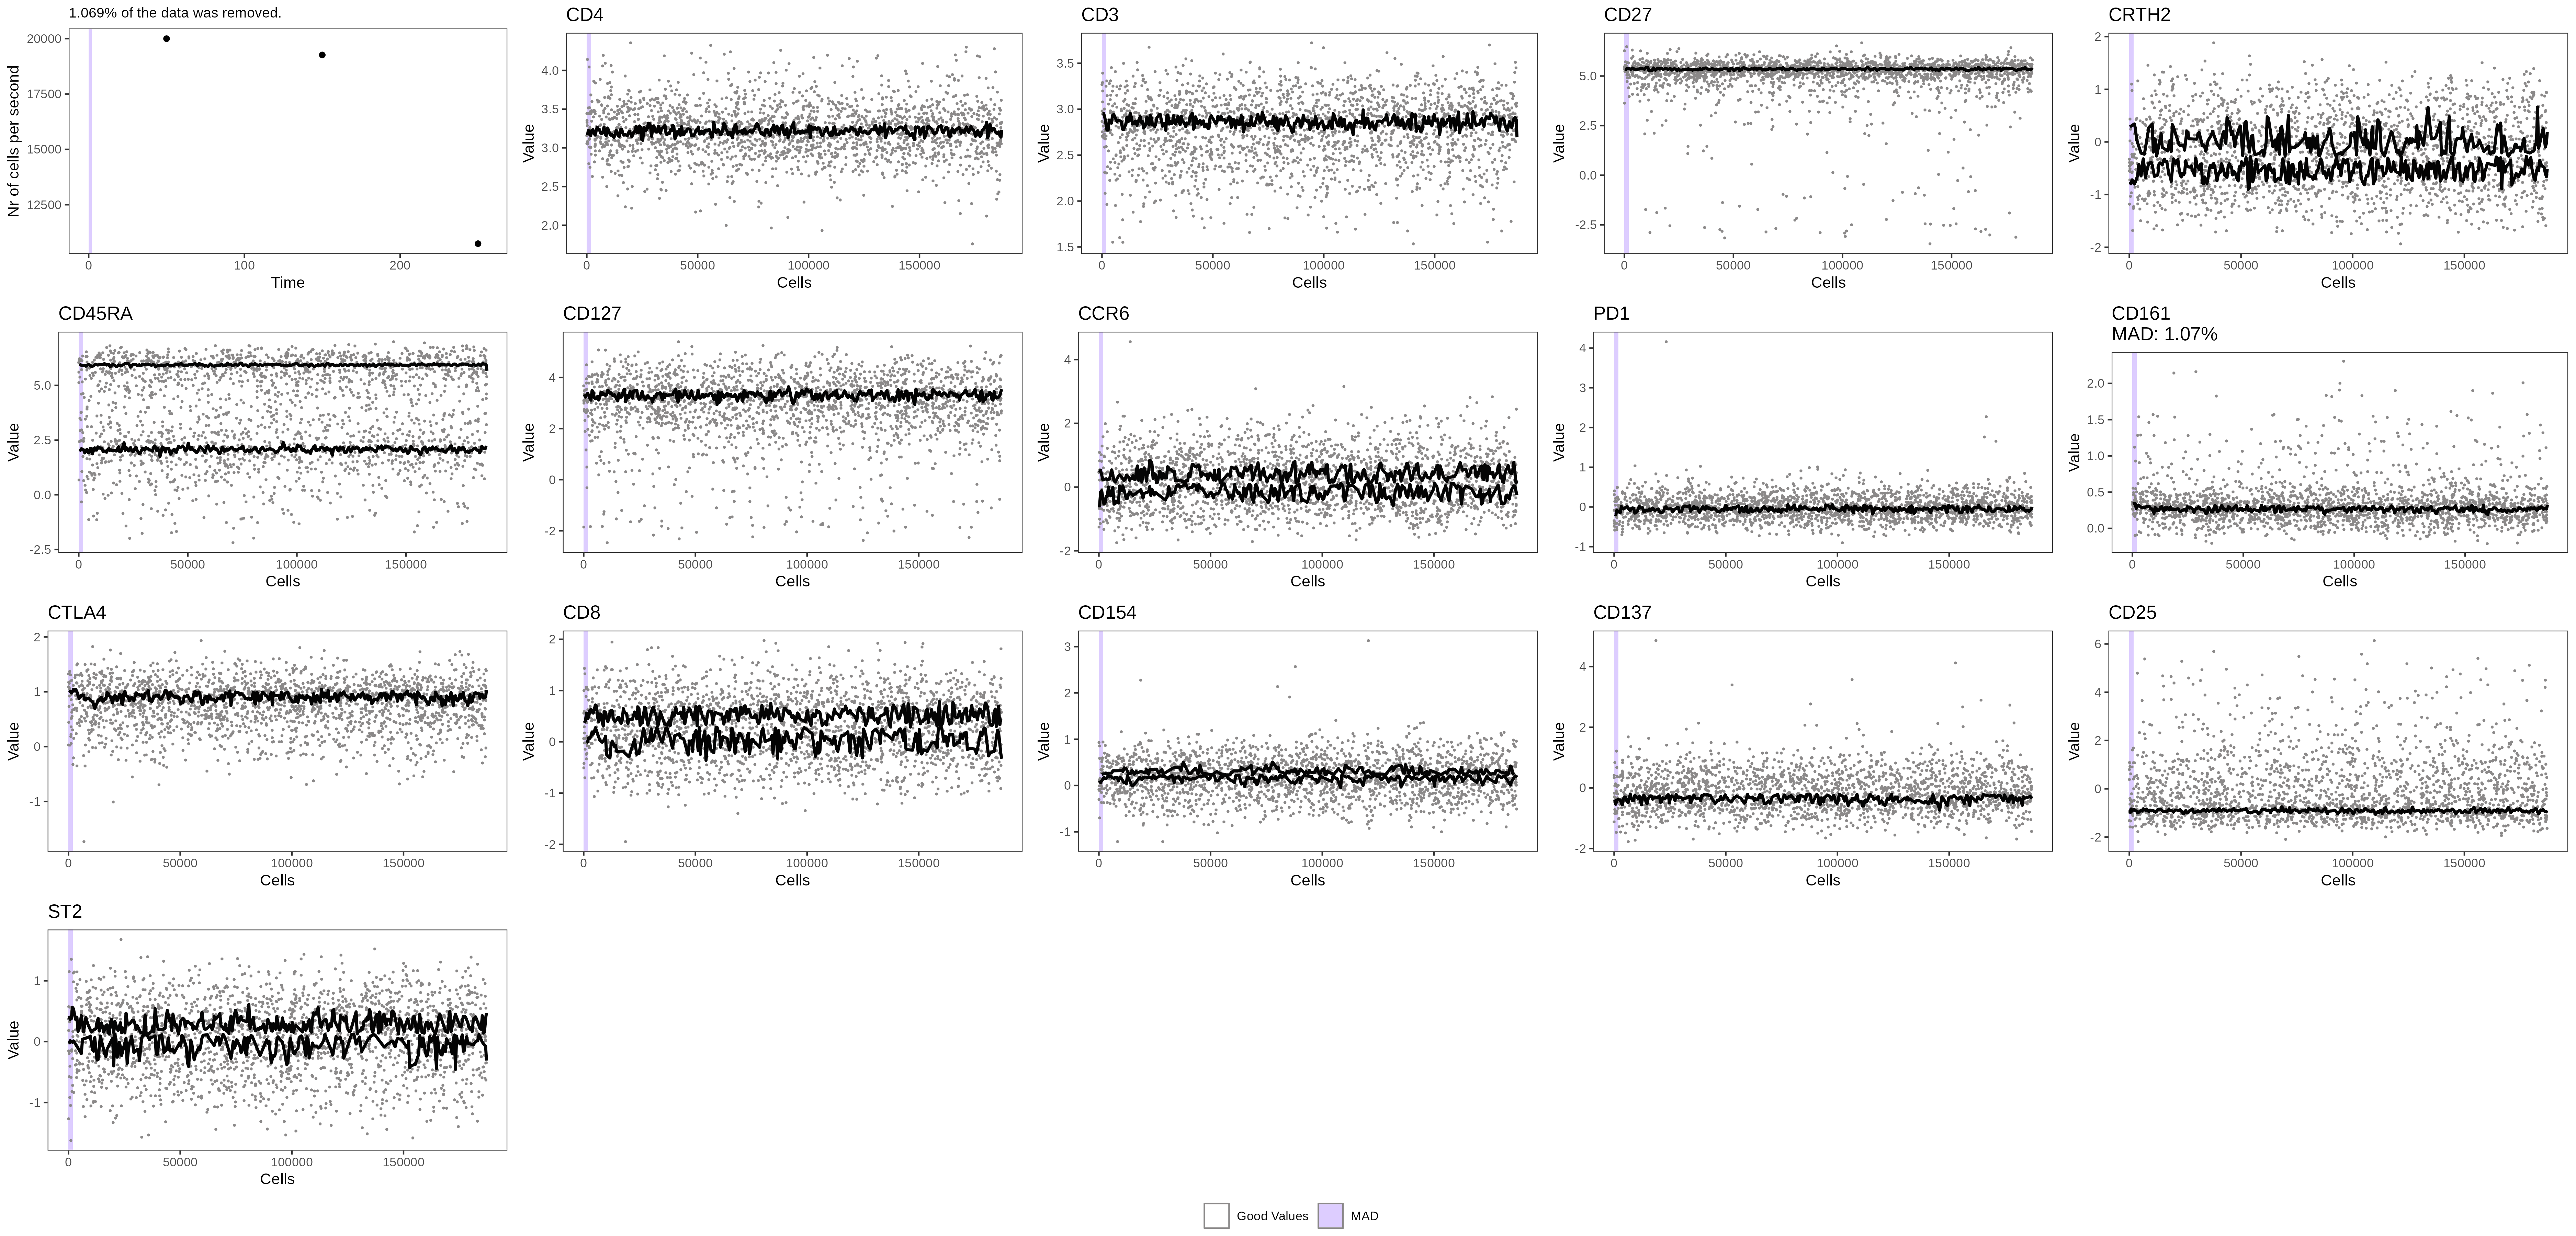 1.069% of the data was removed.
Nr of cells per second
20000
17500
15000
12500
0 100 200
Time
CD4
Value
4.0
3.5
3.0
2.5
2.0
0 50000 100000 150000
Cells
CD3
Value
3.5
3.0
2.5
2.0
1.5
0 50000 100000 150000
Cells
CD27
Value
5.0
2.5
0.0
-2.5
0 50000 100000 150000
Cells
CRTH2
Value
2
1
0
-1
-2
0 50000 100000 150000
Cells
CD45RA
Value
5.0
2.5
0.0
-2.5
0 50000 100000 150000
Cells
CD127
Value
4
2
0
-2
0 50000 100000 150000
Cells
CCR6
Value
4
2
0
-2
0 50000 100000 150000
Cells
PD1
Value
4
3
2
1
0
-1
0 50000 100000 150000
Cells
CD161
MAD: 1.07%
Value
2.0
1.5
1.0
0.5
0.0
0 50000 100000 150000
Cells
CTLA4
Value
2
1
0
-1
0 50000 100000 150000
Cells
CD8
Value
2
1
0
-1
-2
0 50000 100000 150000
Cells
CD154
Value
3
2
1
0
-1
0 50000 100000 150000
Cells
CD137
Value
4
2
0
-2
0 50000 100000 150000
Cells
CD25
Value
6
4
2
0
-2
0 50000 100000 150000
Cells
ST2
Value
1
0
-1
0 50000 100000 150000
Cells
Good Values MAD